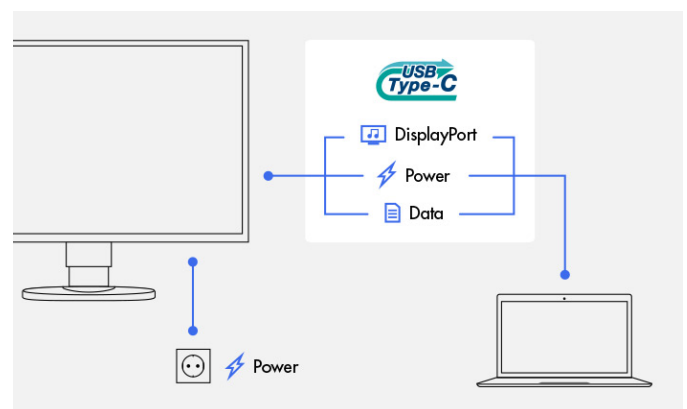 USB
Type-C
DisplayPort
Power
Data
Power